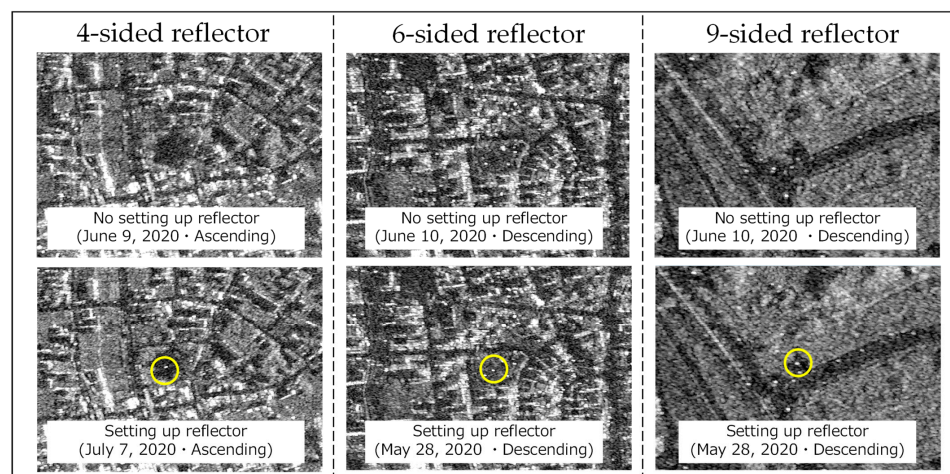 4-sided reflector
6-sided reflector
9-sided reflector
No setting up reflector
(June 9, 2020・Ascending)
No setting up reflector
(June 10, 2020・Descending)
No setting up reflector
(June 10, 2020 ・Descending)
Setting up reflector
(July 7, 2020・Ascending)
Setting up reflector
(May 28, 2020・Descending)
Setting up reflector
(May 28, 2020・Descending)